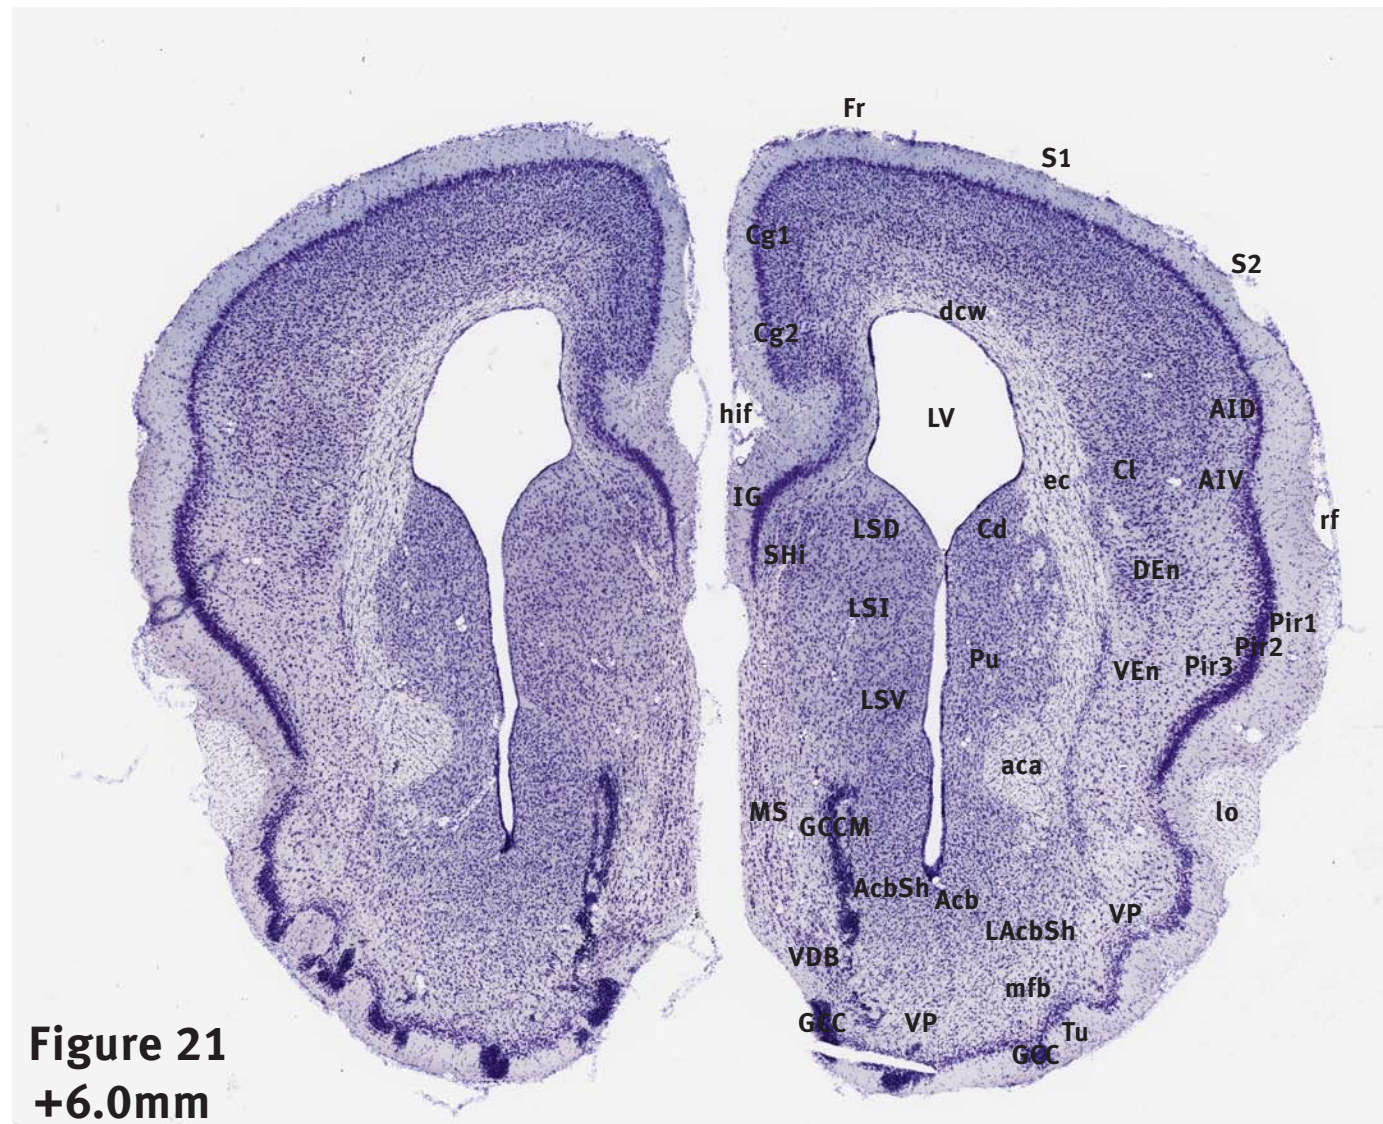 Fr
S1
Cg1
S2
dcw
Cg2
AID
hif
LV
Cl
ec
AIV
IG
rf
LSD
Cd
SHi
DEn
LSI
Pir1
Pir2
Pu
Pir3
VEn
LSV
aca
MS
lo
GCCM
AcbSh
Acb
VP
LAcbSh
VDB
mfb
GCC
VP
Tu
GCC
Figure 21
+6.0mm